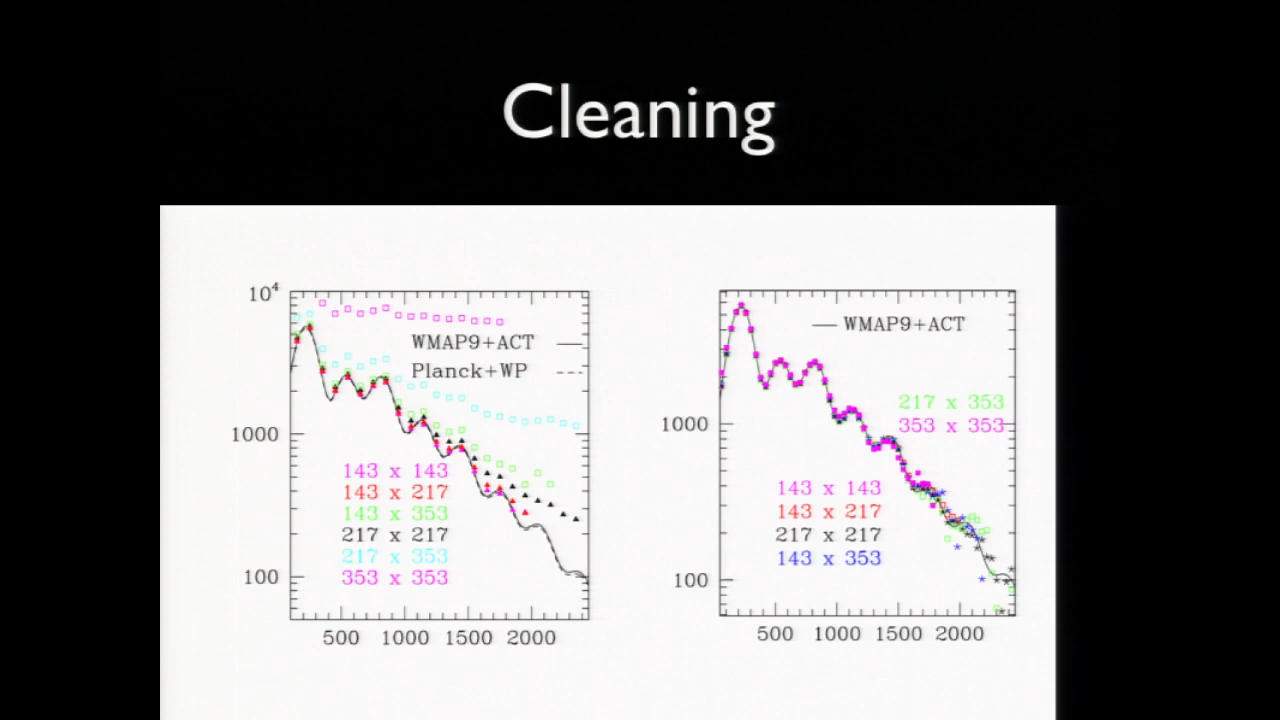 Cleaning
10^4
1000
100
WMAP9+ACT
Planck+WP
143 x 143
143 x 217
143 x 353
217 x 217
217 x 353
353 x 353
500 1000 1500 2000
1000
100
WMAP9+ACT
217 x 353
353 x 353
143 x 143
143 x 217
217 x 217
143 x 353
500 1000 1500 2000